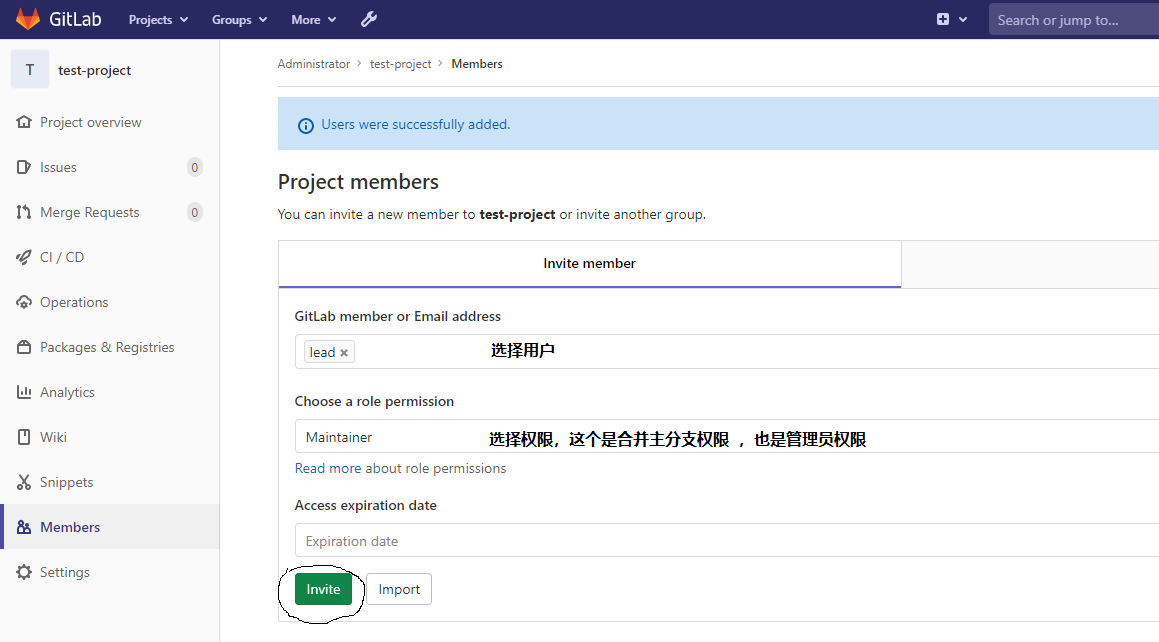 GitLab Projects Groups More Search or jump to...
T test-project
Administrator > test-project > Members
Project overview
Issues 0
Merge Requests 0
CI / CD
Operations
Packages & Registries
Analytics
Wiki
Snippets
Members
Settings
Users were successfully added.
Project members
You can invite a new member to test-project or invite another group.
Invite member
GitLab member or Email address
lead × 选择用户
Choose a role permission
Maintainer 选择权限，这个是合并主分支权限 ，也是管理员权限
Read more about role permissions
Access expiration date
Expiration date
Invite Import